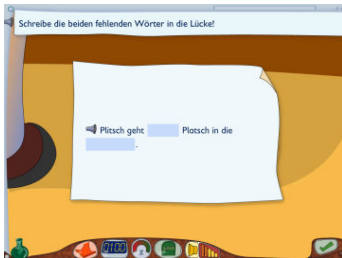 Schreibe die beiden fehlenden Wörter in die Lücke!
Plitsch geht Platsch in die
.